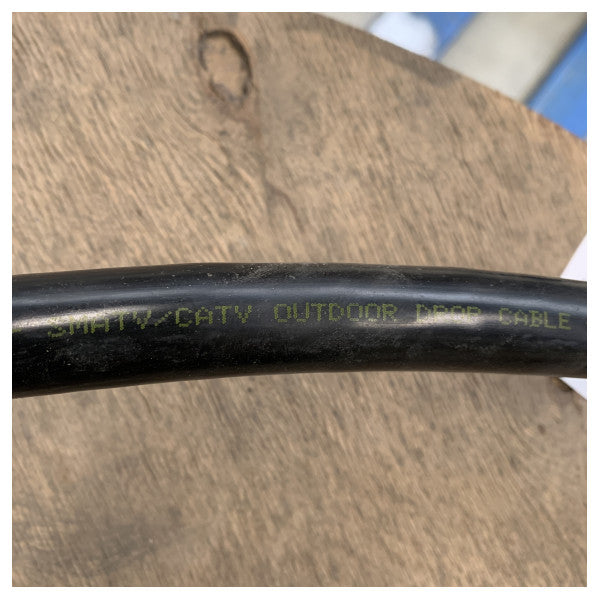 SMATV/CATV OUTDOOR DROP CABLE